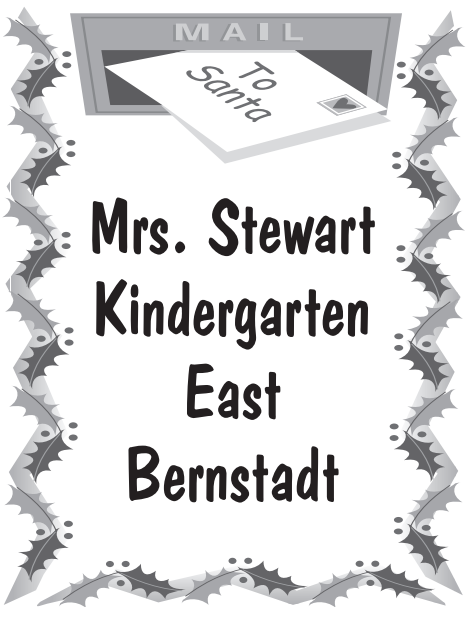 MAIL
To
Santa
Mrs. Stewart
Kindergarten
East
Bernstadt